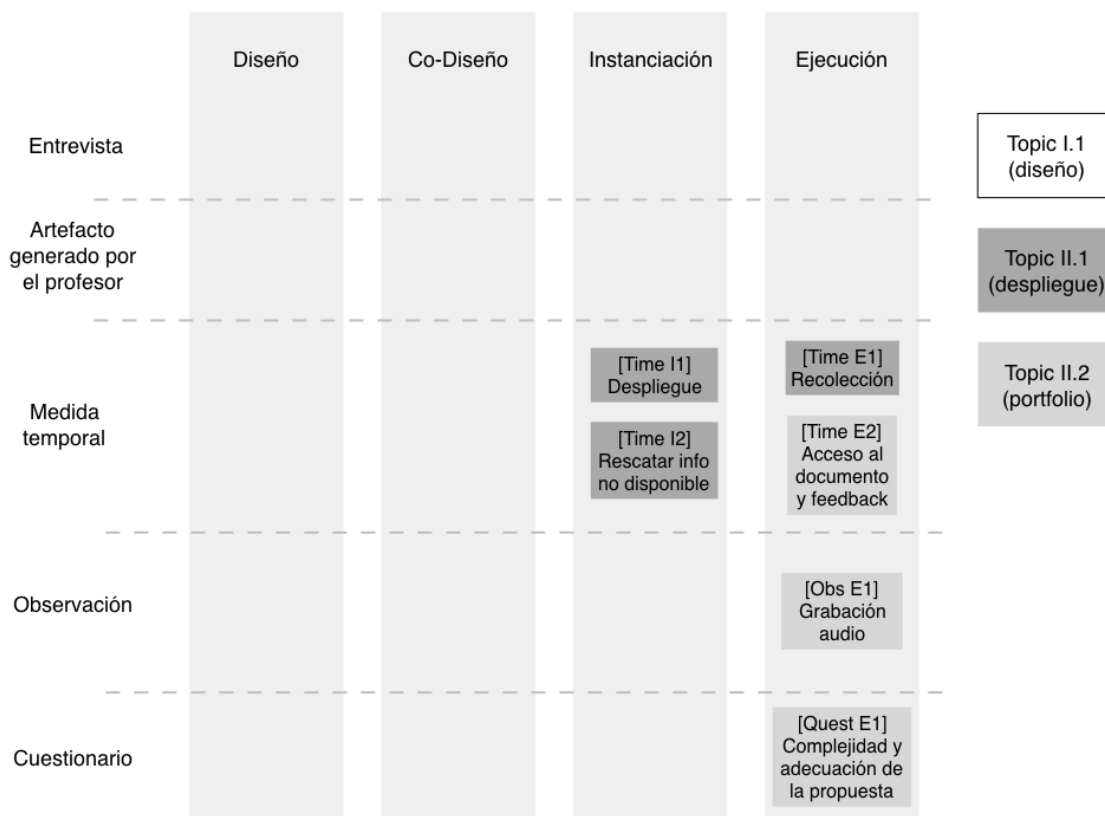 Diseño
Co-Diseño
Instanciación
Ejecución
Entrevista
Topic I.1
(diseño)
Artefacto
generado por
el profesor
Topic II.1
(despliegue)
Medida
temporal
[Time I1]
Despliegue
[Time I2]
Rescatar info
no disponible
[Time E1]
Recolección
[Time E2]
Acceso al
documento
y feedback
Topic II.2
(portfolio)
Observación
[Obs E1]
Grabación
audio
Cuestionario
[Quest E1]
Complejidad y
adecuación de
la propuesta